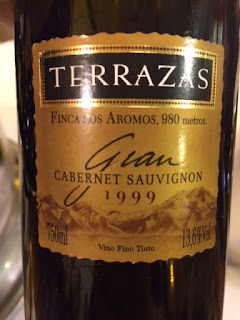 TERRAZAS
FINCA LOS AROMOS, 980 metros.
Gran
CABERNET SAUVIGNON
1999
750ml
13,6%Vol
Vino Fino Tinto